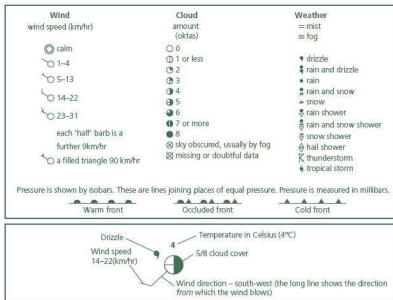 Wind
wind speed (km/hr)
calm
1–4
5–13
14–22
23–31
each 'half' barb is a
further 9km/hr
a filled triangle 90 km/hr
Cloud
amount
(oktas)
0
1 or less
2
3
4
5
6
7 or more
8
sky obscured, usually by fog
missing or doubtful data
Weather
mist
fog
drizzle
rain and drizzle
rain
rain and snow
snow
rain shower
rain and snow shower
snow shower
hail shower
thunderstorm
tropical storm
Pressure is shown by isobars. These are lines joining places of equal pressure. Pressure is measured in millibars.
Warm front
Occluded front
Cold front
Drizzle
4
Temperature in Celsius (4°C)
Wind speed
14–22(km/hr)
5/8 cloud cover
Wind direction – south-west (the long line shows the direction
from which the wind blows)